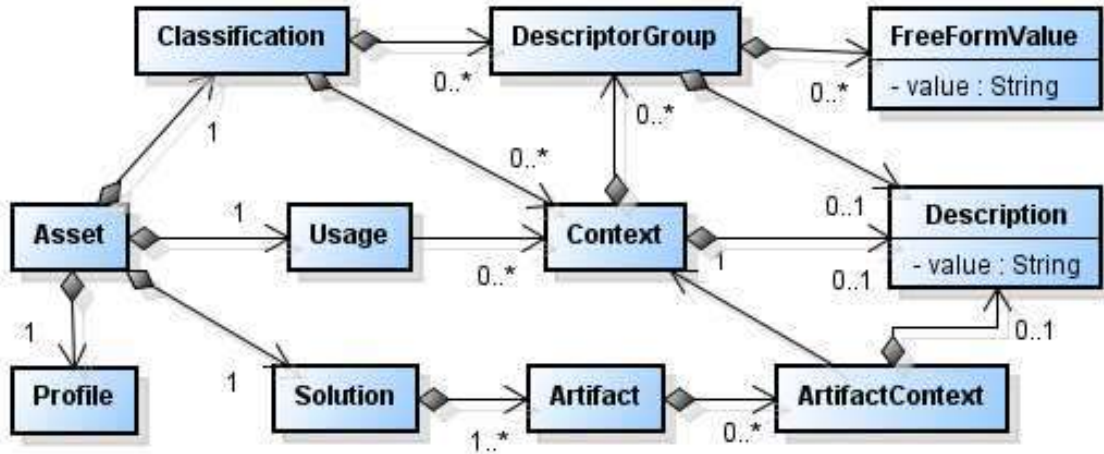 Classification
DescriptorGroup
FreeFormValue
- value : String
0..*
0..*
0..*
1
0..*
Asset
1
Usage
0..*
Context
1
0..1
0..1
Description
- value : String
1
1
0..1
Profile
Solution
1..*
Artifact
0..*
ArtifactContext